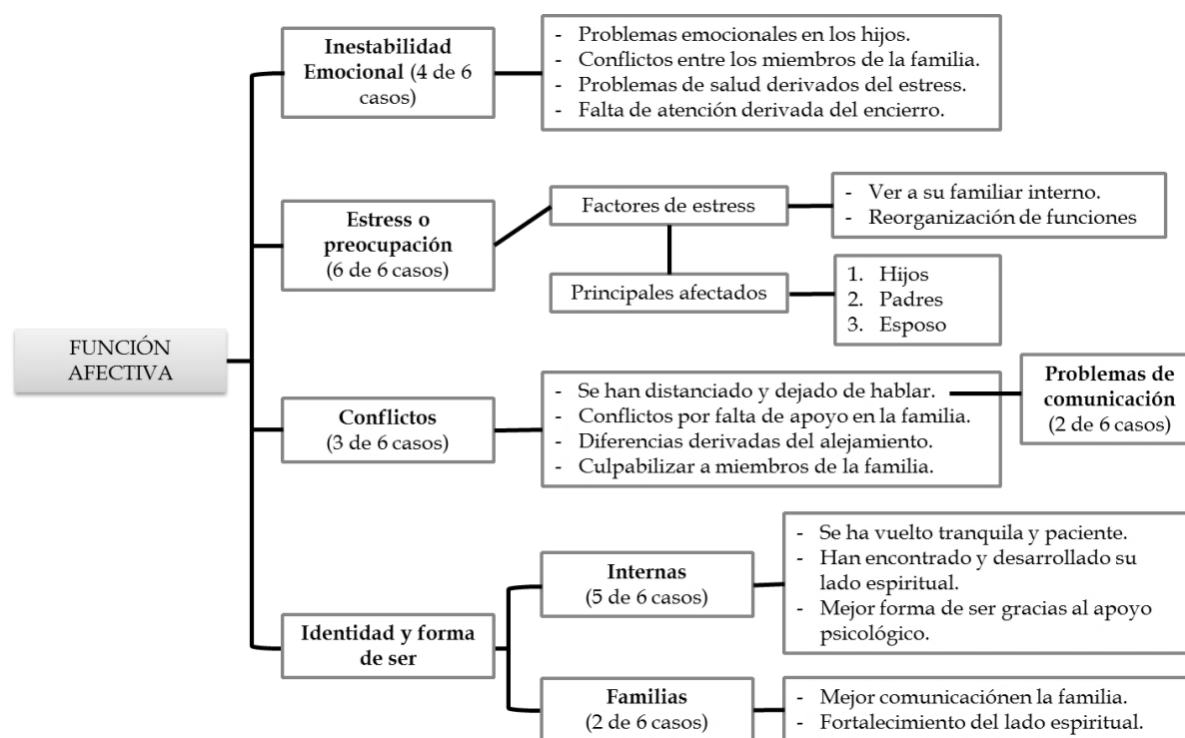 Inestabilidad
Emocional (4 de 6
casos)
- Problemas emocionales en los hijos.
- Conflictos entre los miembros de la familia.
- Problemas de salud derivados del estress.
- Falta de atención derivada del encierro.
Estress o
preocupación
(6 de 6 casos)
Factores de estress
- Ver a su familiar interno.
- Reorganización de funciones
Principales afectados
1. Hijos
2. Padres
3. Esposo
FUNCIÓN
AFECTIVA
Conflictos
(3 de 6 casos)
- Se han distanciado y dejado de hablar.
- Conflictos por falta de apoyo en la familia.
- Diferencias derivadas del alejamiento.
- Culpabilizar a miembros de la familia.
Problemas de
comunicación
(2 de 6 casos)
Identidad y forma
de ser
Internas
(5 de 6 casos)
- Se ha vuelto tranquila y paciente.
- Han encontrado y desarrollado su
lado espiritual.
- Mejor forma de ser gracias al apoyo
psicológico.
Familias
(2 de 6 casos)
- Mejor comunicaciónen la familia.
- Fortalecimiento del lado espiritual.